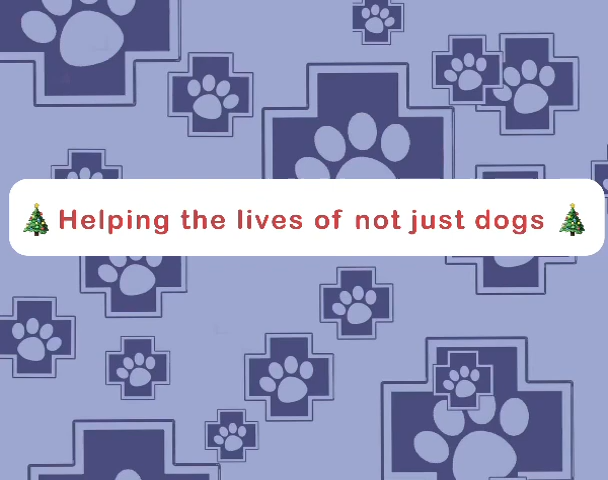 🎄 Helping the lives of not just dogs 🎄